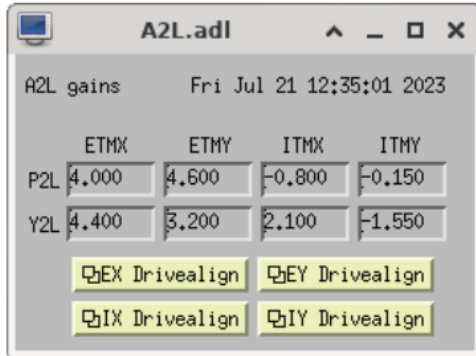 A2L.adl
A2L gains Fri Jul 21 12:35:01 2023
ETMX ETMY ITMX ITMY
P2L 4.000 4.600 -0.800 -0.150
Y2L 4.400 3.200 2.100 -1.550
EX Drivealign EY Drivealign
IX Drivealign IY Drivealign